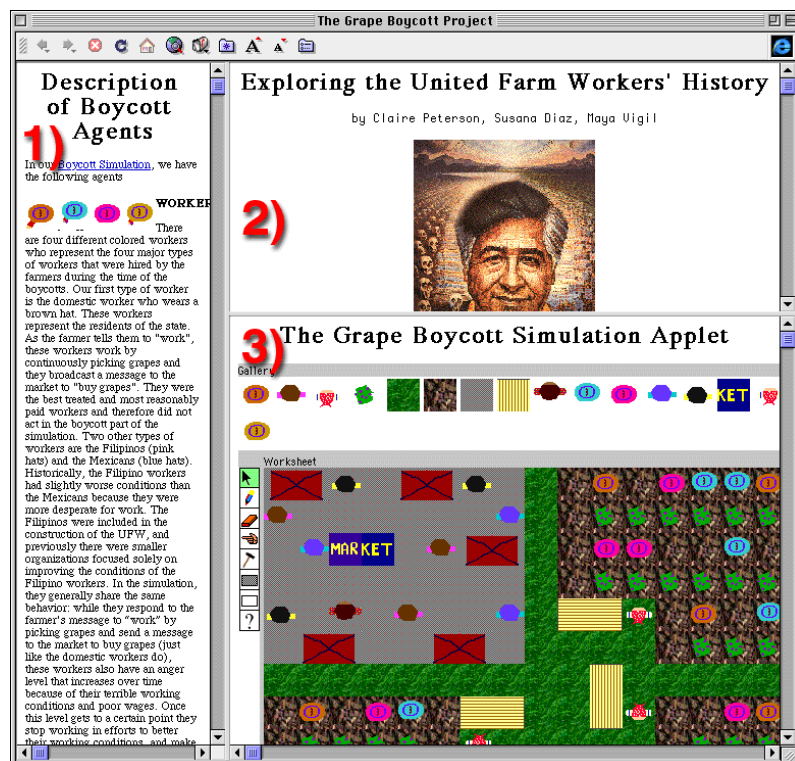 The Grape Boycott Project
Description
of Boycott
Agents
1)
In our Boycott Simulation, we have
the following agents
WORKER
There
are four different colored workers
who represent the four major types
of workers that were hired by the
farmers during the time of the
boycotts. Our first type of worker
is the domestic worker who wears a
brown hat. These workers
represent the residents of the state.
As the farmer tells them to "work",
these workers work by
continuously picking grapes and
they broadcast a message to the
market to "buy grapes". They were
the best treated and most reasonably
paid workers and therefore did not
act in the boycott part of the
simulation. Two other types of
workers are the Filipinos (pink
hats) and the Mexicans (blue hats).
Historically, the Filipino workers
had slightly worse conditions than
the Mexicans because they were
more desperate for work. The
Filipinos were included in the
construction of the UFW, and
previously there were smaller
organizations focused solely on
improving the conditions of the
Filipino workers. In the simulation,
they generally share the same
behavior: while they respond to the
farmer's message to "work" by
picking grapes and send a message
to the market to buy grapes (just
like the domestic workers do),
these workers also have an anger
level that increases over time
because of their terrible working
conditions and poor wages. Once
this level gets to a certain point they
stop working in efforts to better
their working conditions, and make
Exploring the United Farm Workers' History
by Claire Peterson, Susana Diaz, Maya Vigil
2)
3)
The Grape Boycott Simulation Applet
Gallery
KET
Worksheet
MARKET